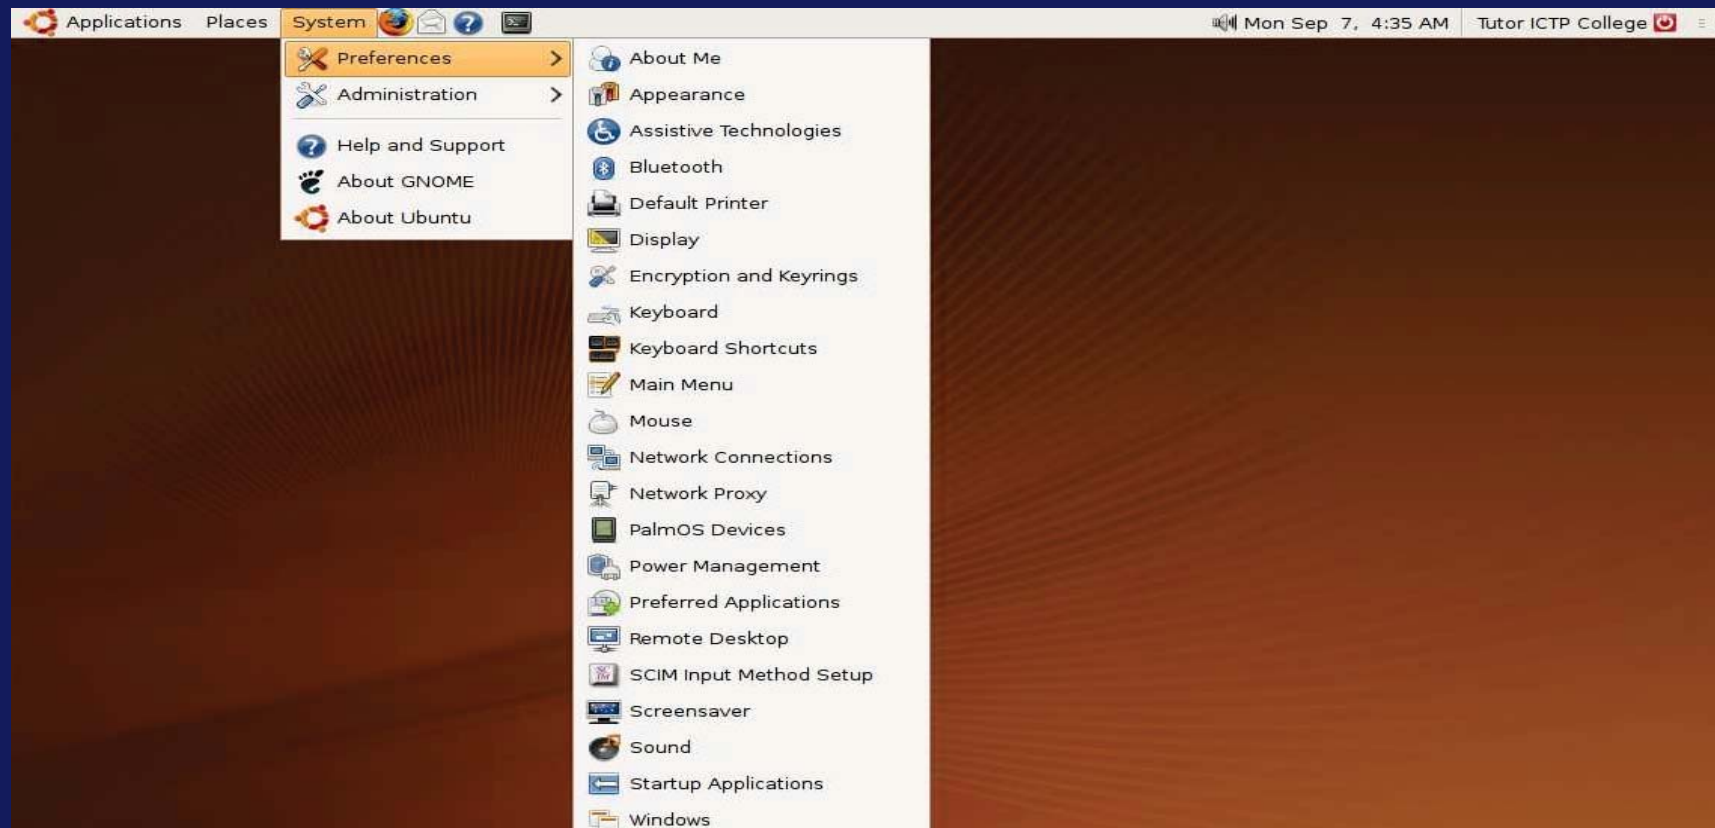 Applications Places System Mon Sep 7, 4:35 AM Tutor ICTP College
Preferences
Administration
Help and Support
About GNOME
About Ubuntu
About Me
Appearance
Assistive Technologies
Bluetooth
Default Printer
Display
Encryption and Keyrings
Keyboard
Keyboard Shortcuts
Main Menu
Mouse
Network Connections
Network Proxy
PalmOS Devices
Power Management
Preferred Applications
Remote Desktop
SCIM Input Method Setup
Screensaver
Sound
Startup Applications
Windows